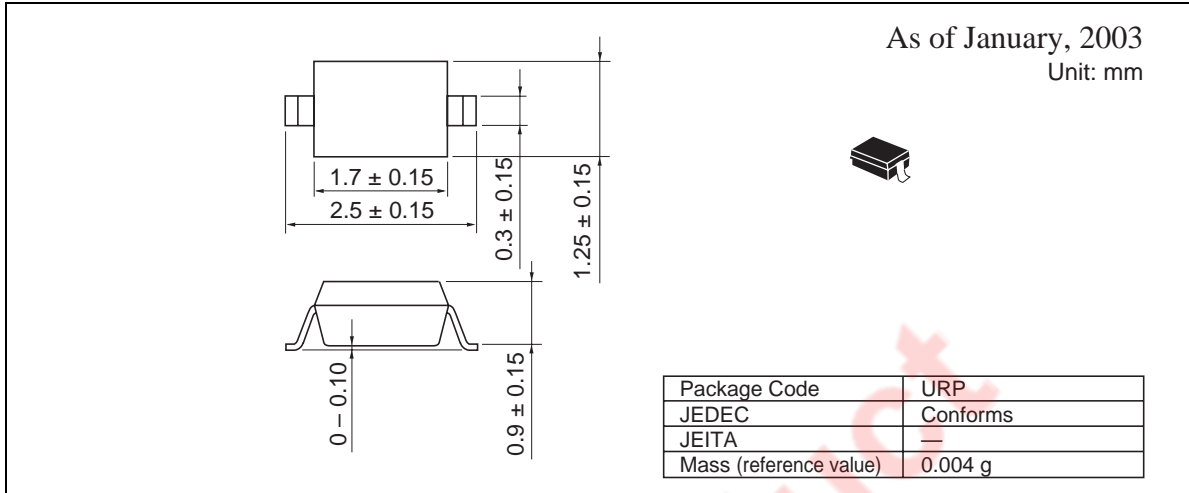 As of January, 2003
Unit: mm
1.7 ± 0.15
2.5 ± 0.15
0.3 ± 0.15
1.25 ± 0.15
0 – 0.10
0.9 ± 0.15
Package Code URP
JEDEC Conforms
JEITA —
Mass (reference value) 0.004 g
uct